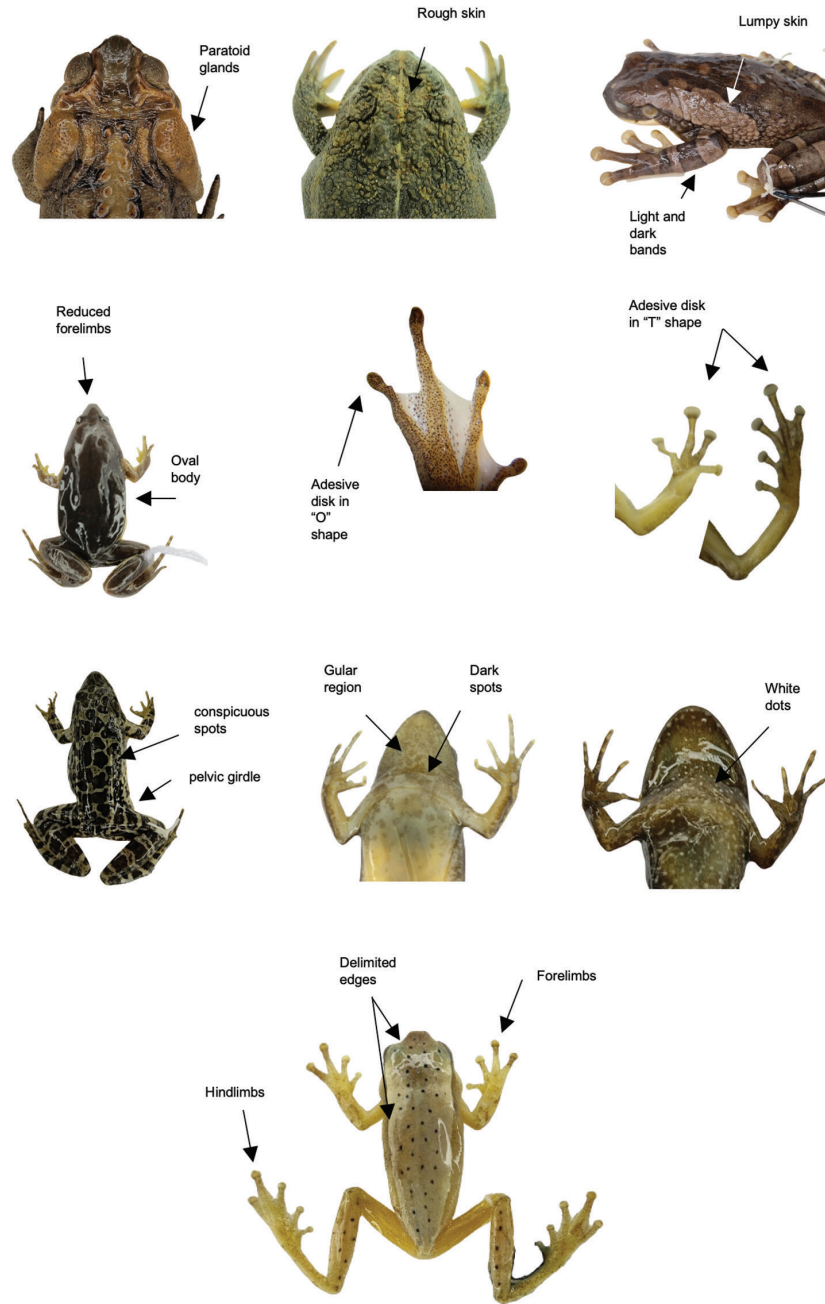 Paratoid
glands
Rough skin
Lumpy skin
Light and
dark
bands
Reduced
forelimbs
Oval
body
Adesive
disk in
“O”
shape
Adesive disk
in “T” shape
conspicuous
spots
pelvic girdle
Gular
region
Dark
spots
White
dots
Delimited
edges
Forelimbs
Hindlimbs